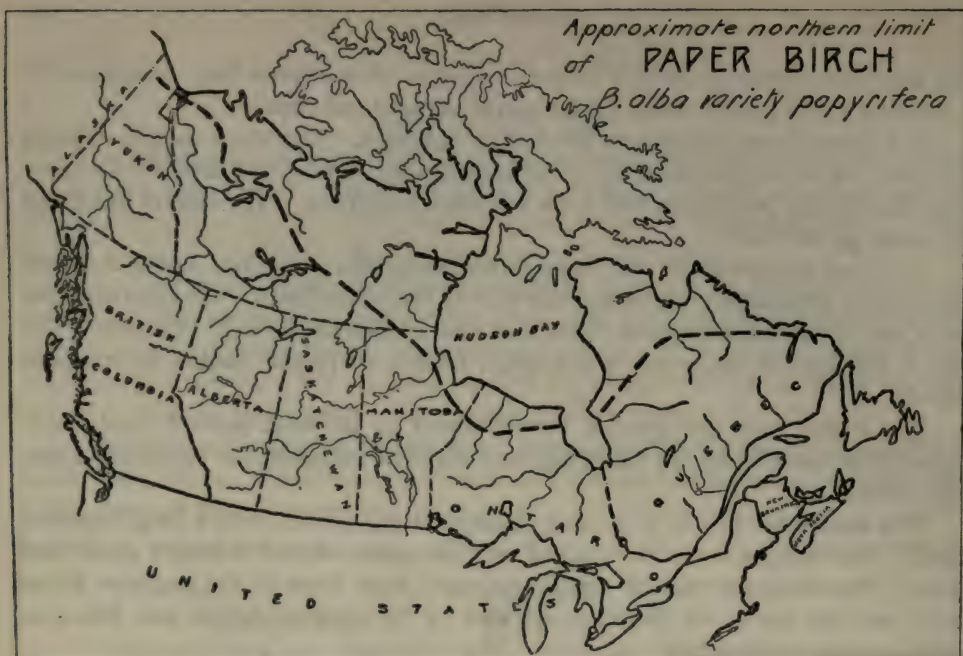 Approximate northern limit
of PAPER BIRCH
B. alba variety papyrifera
YUKON
BRITISH
COLUMBIA
ALBERTA
SASKATCHEWAN
MANITOBA
HUDSON BAY
ONTARIO
QUEBEC
NEW
NOVA SCOTIA
UNITED STATES